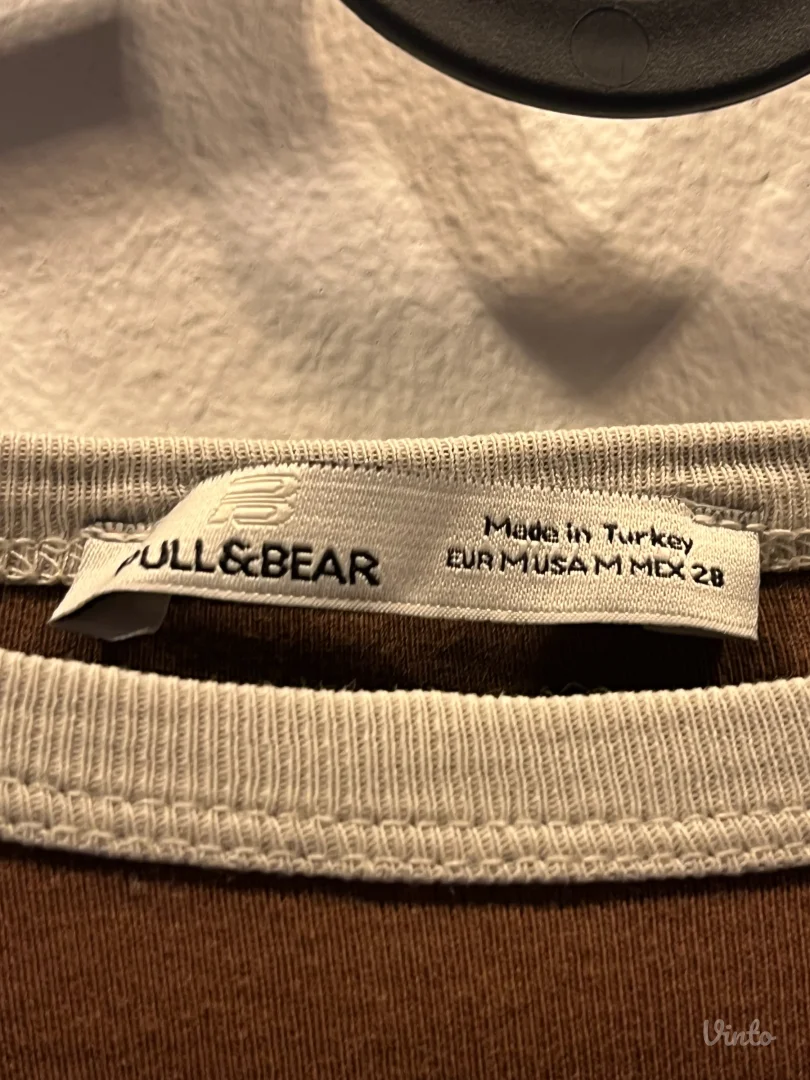 PULL&BEAR
Made in Turkey
EUR M USA M MEX 28
Vinto